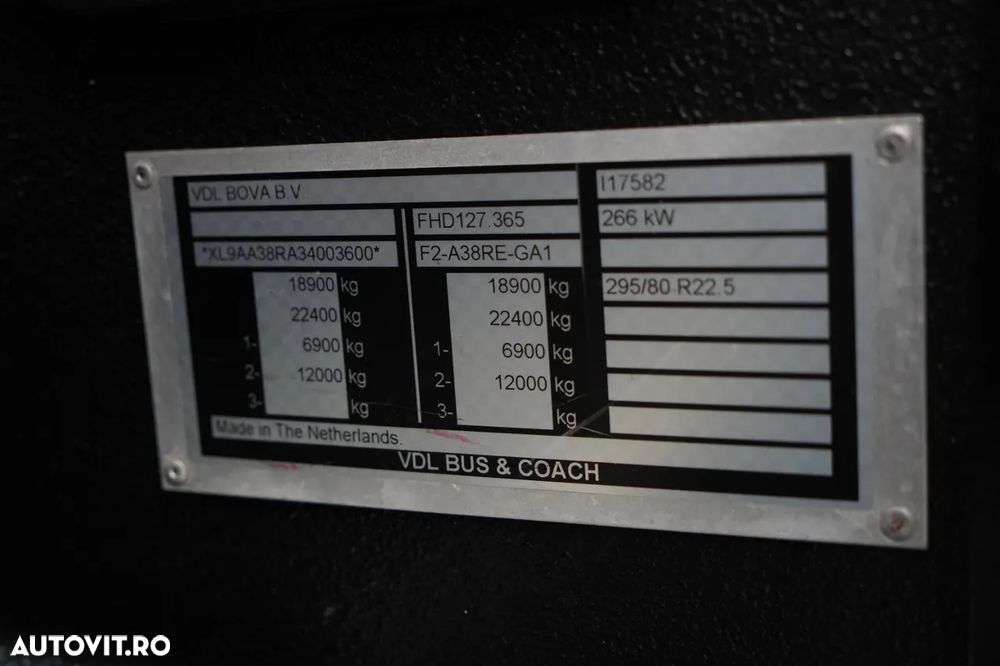 VDL BOVA B.V. I17582
FHD127.365 266 kW
*XL9AA38RA34003600* F2-A38RE-GA1
18900 kg 18900 kg 295/80 R22.5
22400 kg 22400 kg
1- 6900 kg 1- 6900 kg
2- 12000 kg 2- 12000 kg
3- kg 3- kg
Made in The Netherlands.
VDL BUS & COACH
AUTOVIT.RO